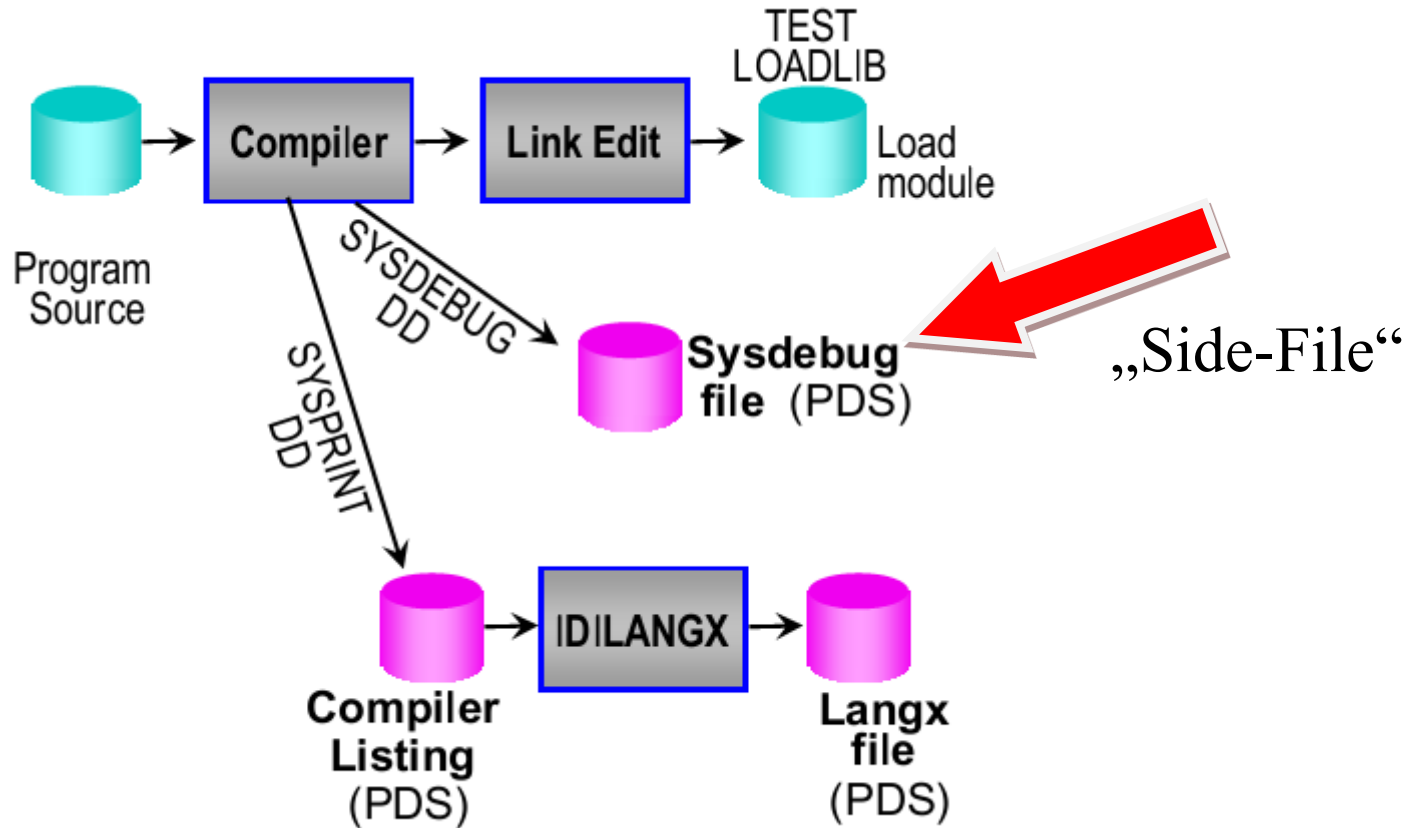 TEST
LOADLIB
Compiler
Link Edit
Load
module
Program
Source
SYSDEBUG
DD
SYSPRINT
DD
Sysdebug
file (PDS)
„Side-File“
IDILANGX
Compiler
Listing
(PDS)
Langx
file
(PDS)